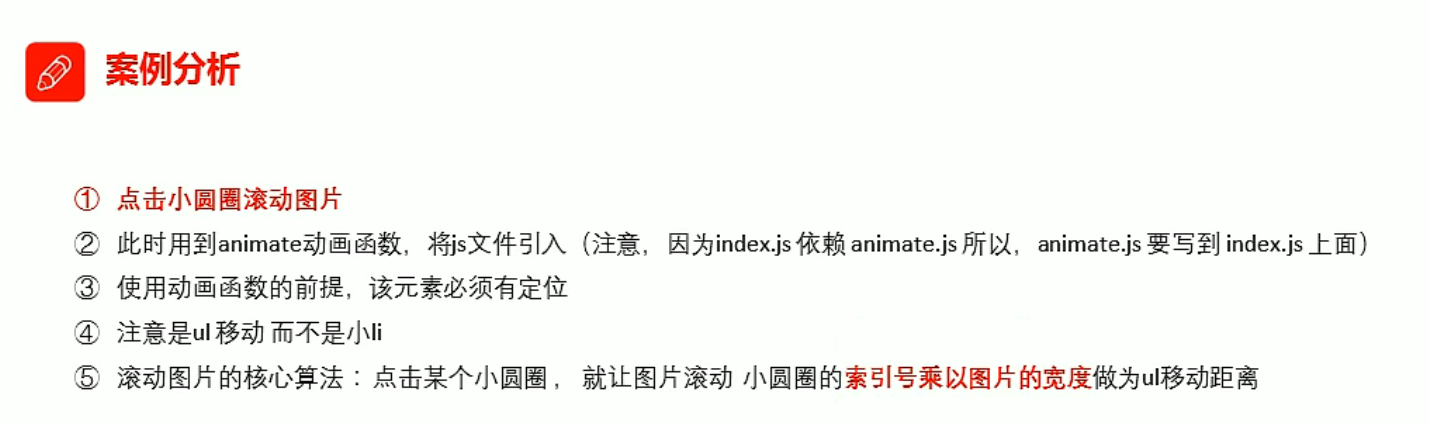 案例分析
① 点击小圆圈滚动图片
② 此时用到animate动画函数，将js文件引入（注意，因为index.js 依赖 animate.js 所以，animate.js 要写到 index.js 上面）
③ 使用动画函数的前提，该元素必须有定位
④ 注意是ul 移动 而不是小li
⑤ 滚动图片的核心算法：点击某个小圆圈 ，就让图片滚动 小圆圈的索引号乘以图片的宽度做为ul移动距离